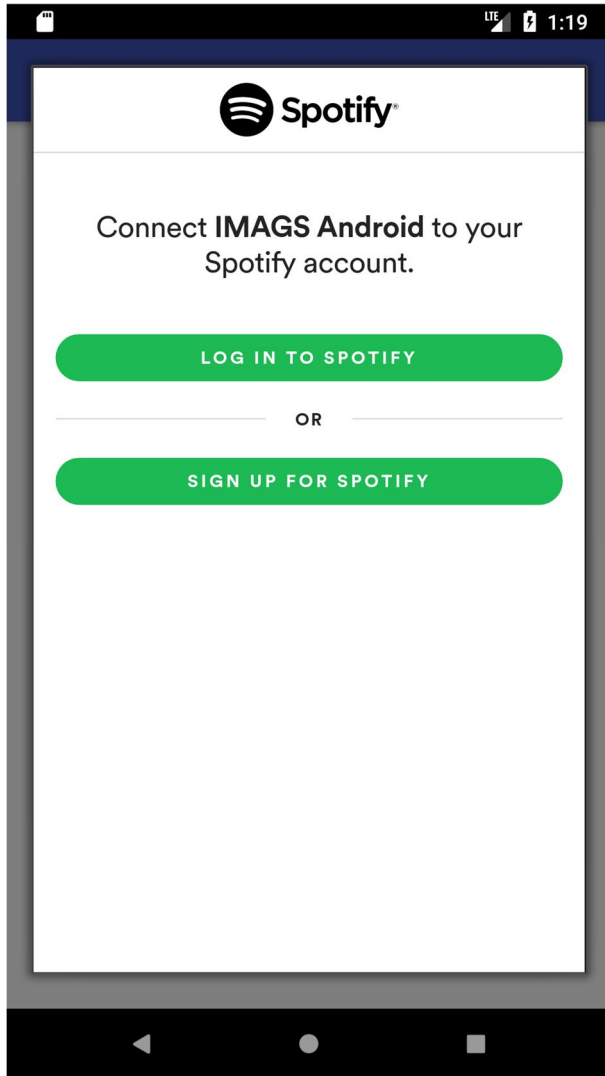 LTE 1:19
Spotify®
Connect IMAGS Android to your
Spotify account.
LOG IN TO SPOTIFY
OR
SIGN UP FOR SPOTIFY